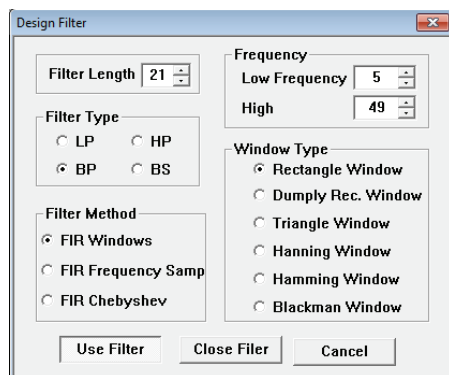 Design Filter
Filter Length 21
Filter Type
LP HP
BP BS
Filter Method
FIR Windows
FIR Frequency Samp
FIR Chebyshev
Frequency
Low Frequency 5
High 49
Window Type
Rectangle Window
Dumply Rec. Window
Triangle Window
Hanning Window
Hamming Window
Blackman Window
Use Filter Close Filer Cancel